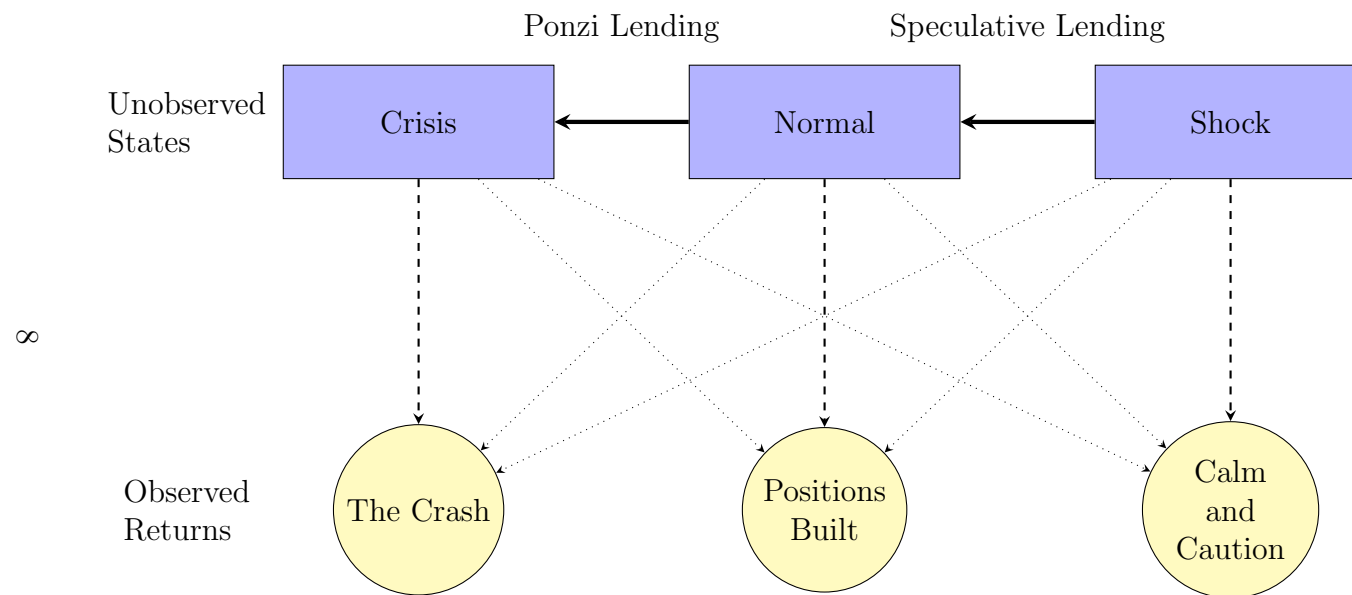 Ponzi Lending
Speculative Lending
Unobserved
States
Crisis
Normal
Shock
∞
Observed
Returns
The Crash
Positions
Built
Calm
and
Caution